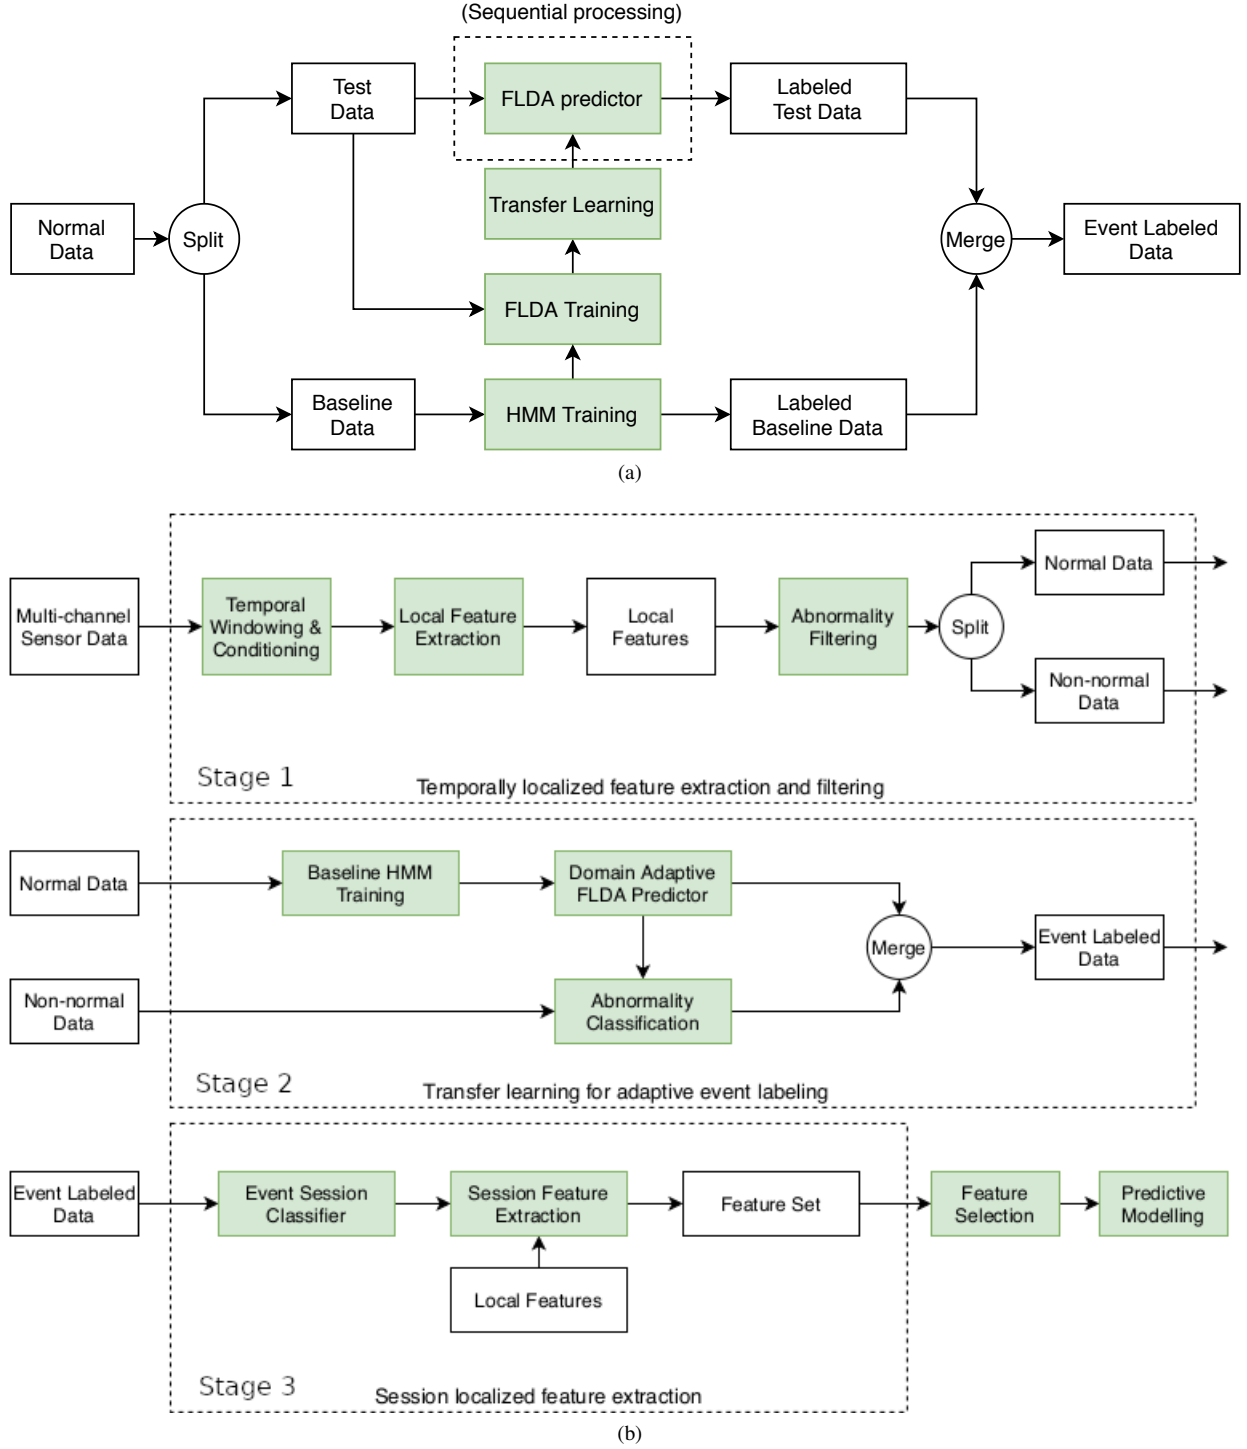 (Sequential processing)
Test
Data
FLDA predictor
Labeled
Test Data
Transfer Learning
Normal
Data
Split
Merge
Event Labeled
Data
FLDA Training
Baseline
Data
HMM Training
Labeled
Baseline Data
(a)
Multi-channel
Sensor Data
Temporal
Windowing &
Conditioning
Local Feature
Extraction
Local
Features
Abnormality
Filtering
Split
Normal Data
Non-normal
Data
Stage 1
Temporally localized feature extraction and filtering
Normal Data
Baseline HMM
Training
Domain Adaptive
FLDA Predictor
Merge
Event Labeled
Data
Non-normal
Data
Abnormality
Classification
Stage 2
Transfer learning for adaptive event labeling
Event Labeled
Data
Event Session
Classifier
Session Feature
Extraction
Feature Set
Feature
Selection
Predictive
Modelling
Local Features
Stage 3
Session localized feature extraction
(b)